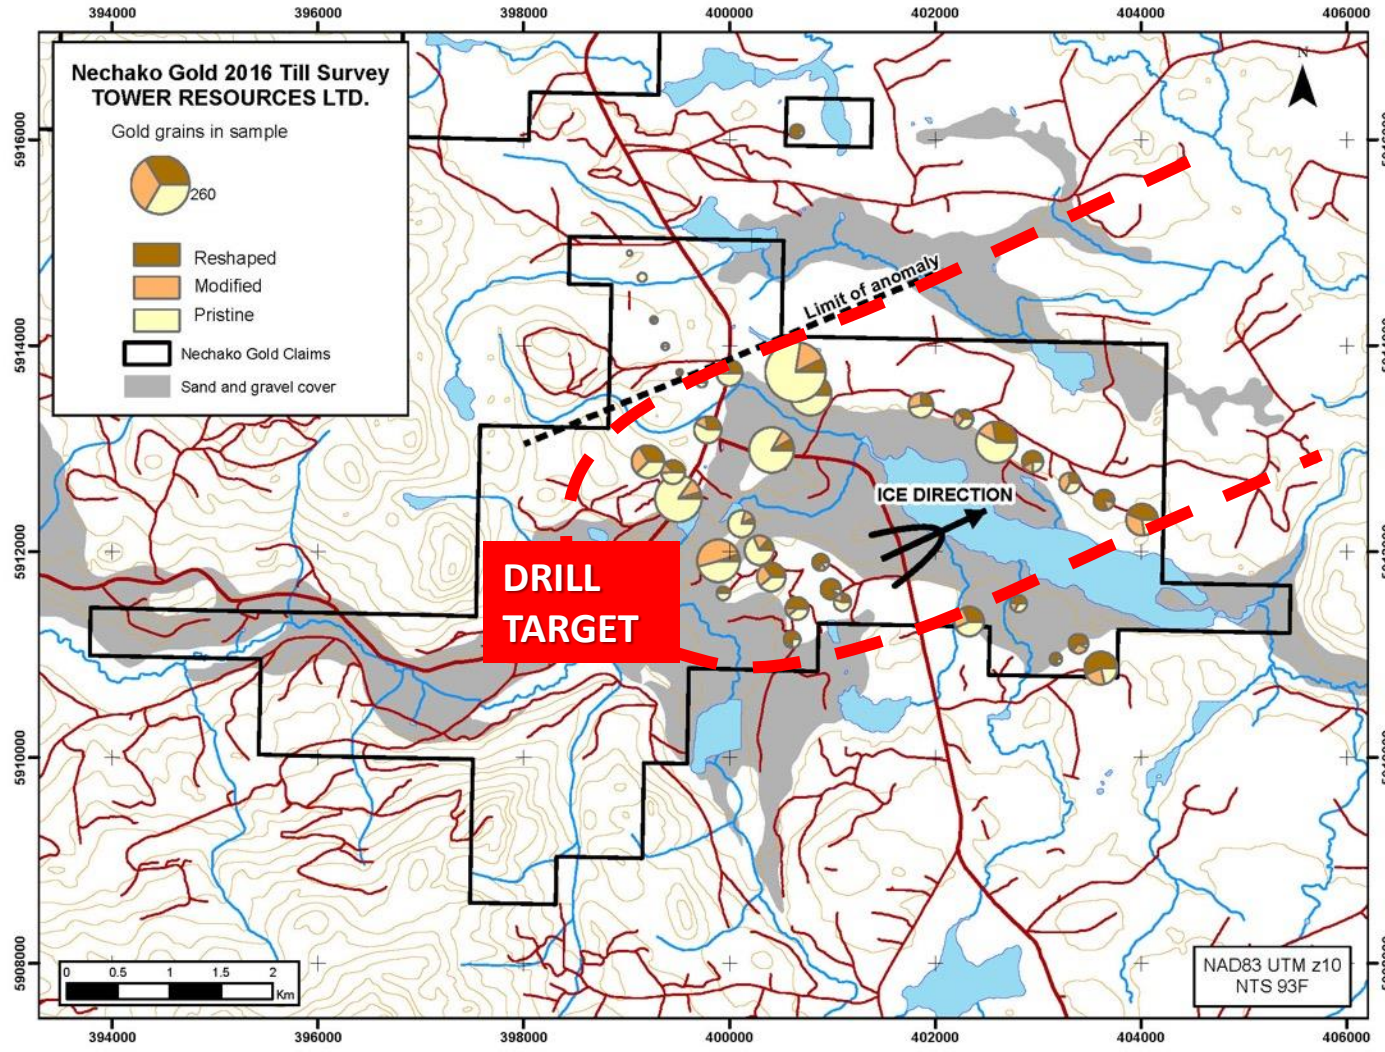 394000
396000
398000
400000
402000
404000
406000
Nechako Gold 2016 Till Survey
TOWER RESOURCES LTD.
Gold grains in sample
260
Reshaped
Modified
Pristine
Nechako Gold Claims
Sand and gravel cover
N
5916000
5914000
5912000
5910000
5908000
Limit of anomaly
ICE DIRECTION
DRILL
TARGET
0 0.5 1 1.5 2
Km
NAD83 UTM z10
NTS 93F
394000
396000
398000
400000
402000
404000
406000